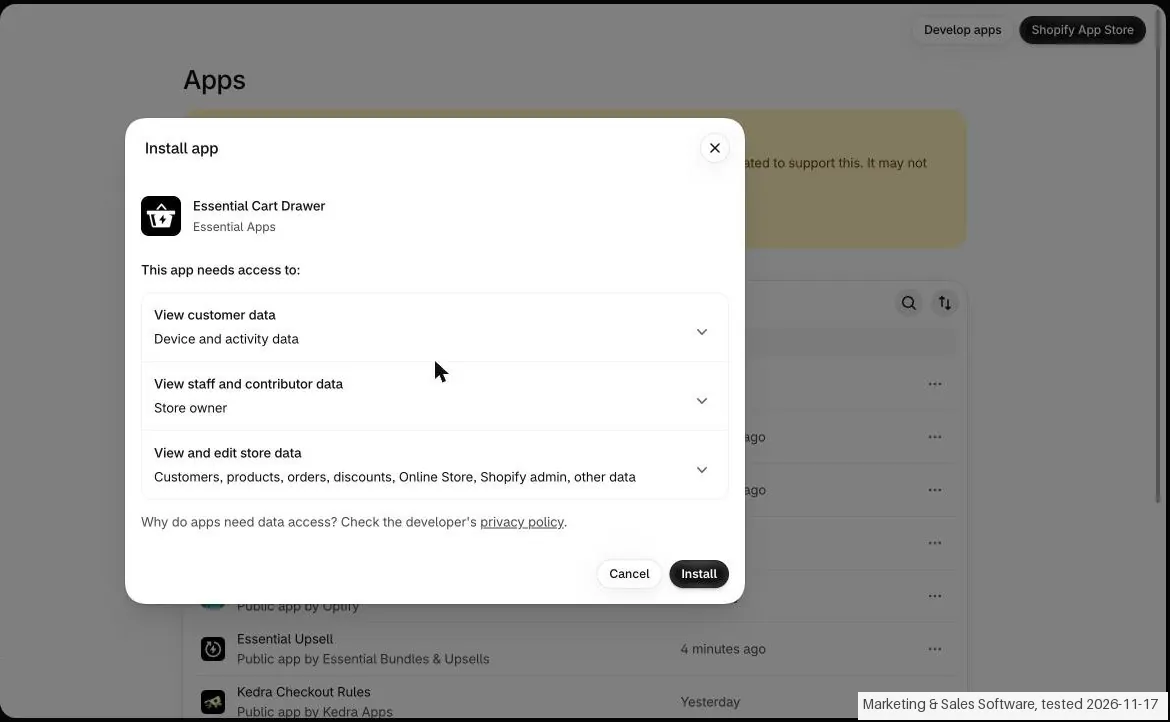 Develop apps
Shopify App Store
Apps
ated to support this. It may not
Install app
Essential Cart Drawer
Essential Apps
This app needs access to:
View customer data
Device and activity data
View staff and contributor data
Store owner
View and edit store data
Customers, products, orders, discounts, Online Store, Shopify admin, other data
Why do apps need data access? Check the developer's privacy policy.
Cancel
Install
ago
ago
Public app by Uplify
Essential Upsell
Public app by Essential Bundles & Upsells
4 minutes ago
Kedra Checkout Rules
Public app by Kedra Apps
Yesterday
Marketing & Sales Software, tested 2026-11-17